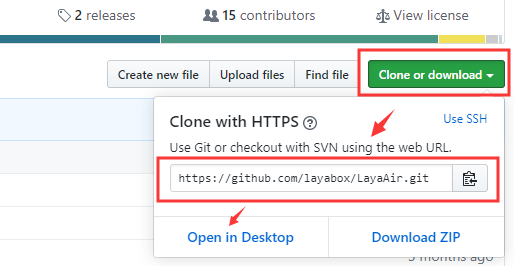 2 releases
15 contributors
View license
Create new file
Upload files
Find file
Clone or download
Clone with HTTPS
Use SSH
Use Git or checkout with SVN using the web URL.
https://github.com/layabox/LayaAir.git
Open in Desktop
Download ZIP
months ago